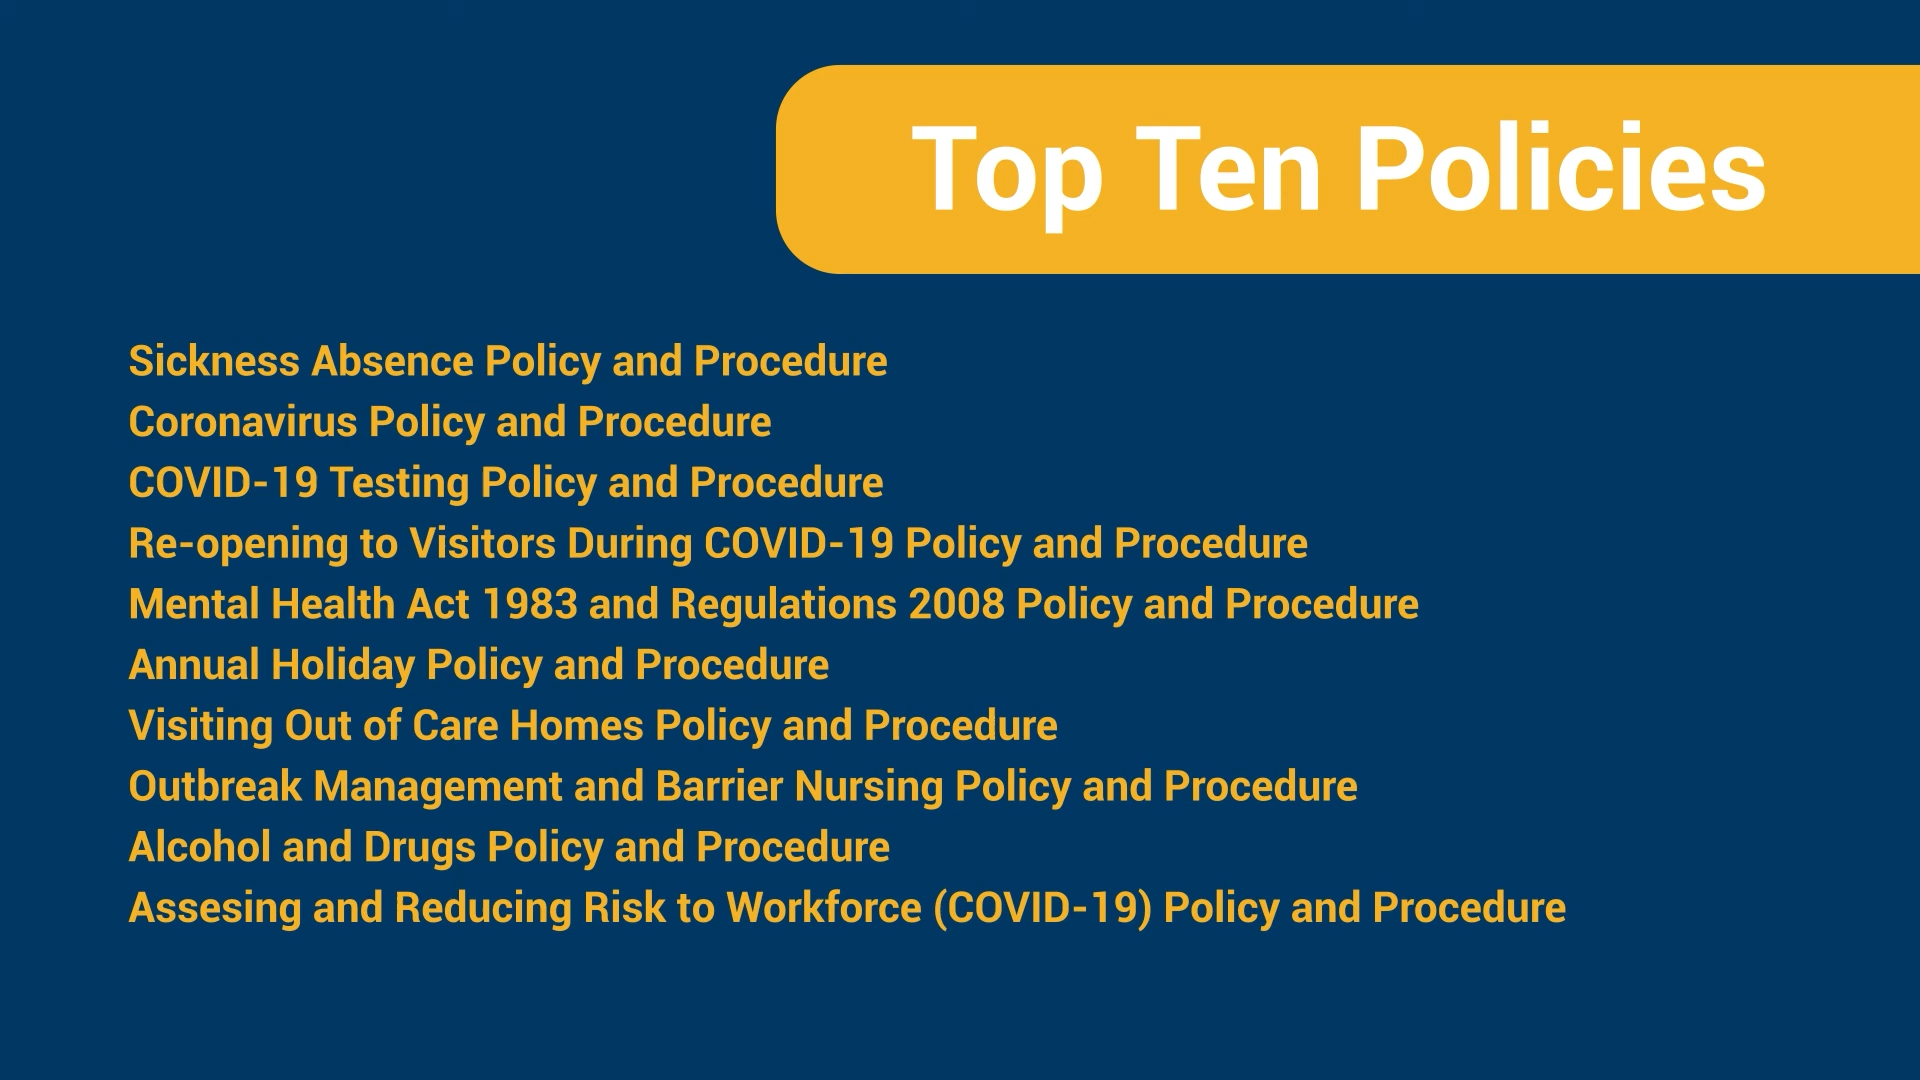 Top Ten Policies
Sickness Absence Policy and Procedure
Coronavirus Policy and Procedure
COVID-19 Testing Policy and Procedure
Re-opening to Visitors During COVID-19 Policy and Procedure
Mental Health Act 1983 and Regulations 2008 Policy and Procedure
Annual Holiday Policy and Procedure
Visiting Out of Care Homes Policy and Procedure
Outbreak Management and Barrier Nursing Policy and Procedure
Alcohol and Drugs Policy and Procedure
Assesing and Reducing Risk to Workforce (COVID-19) Policy and Procedure